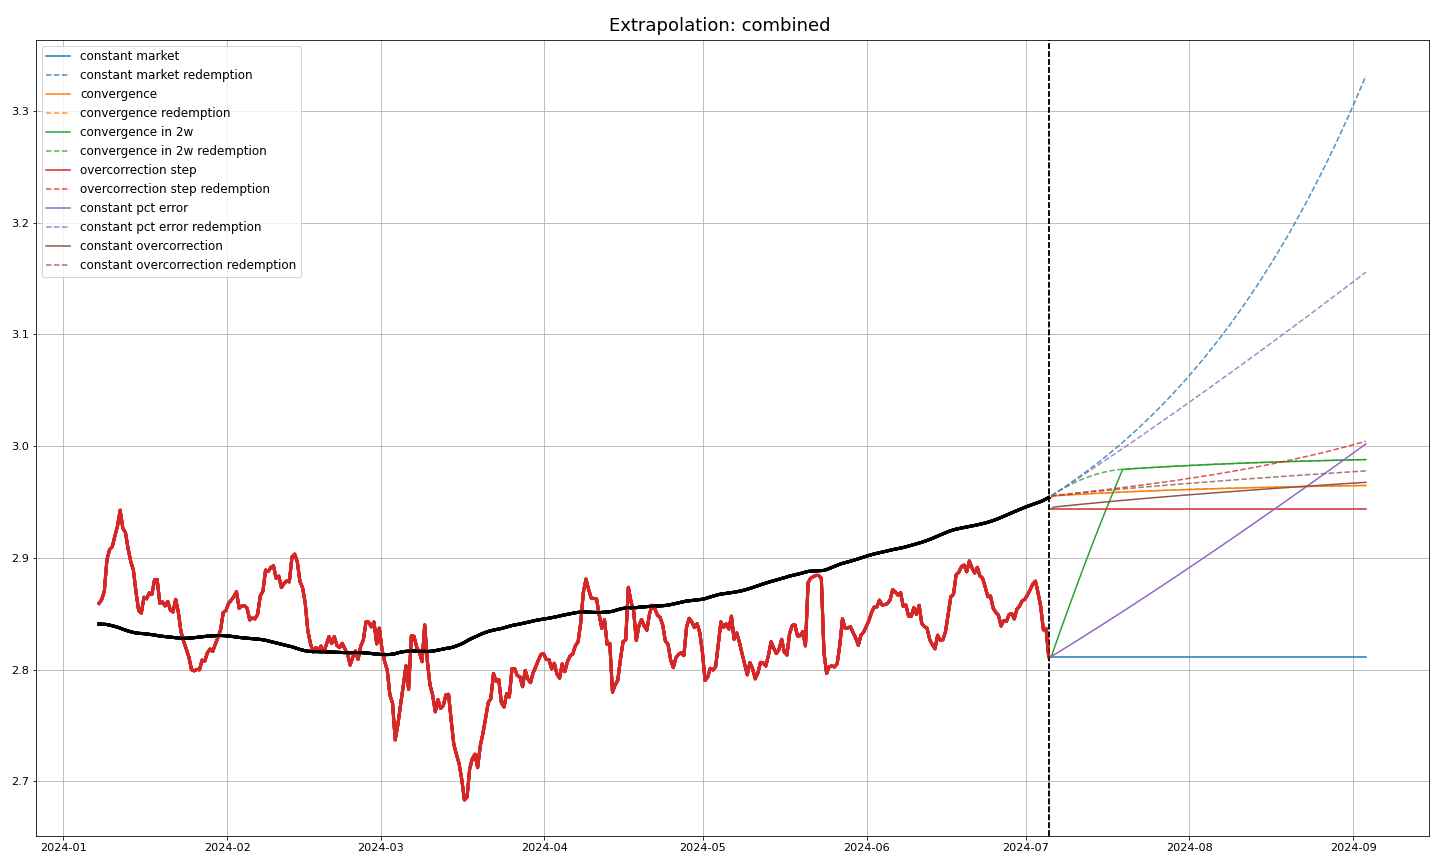 Extrapolation: combined
constant market
constant market redemption
convergence
convergence redemption
convergence in 2w
convergence in 2w redemption
overcorrection step
overcorrection step redemption
constant pct error
constant pct error redemption
constant overcorrection
constant overcorrection redemption
3.3
3.2
3.1
3.0
2.9
2.8
2.7
2024-01 2024-02 2024-03 2024-04 2024-05 2024-06 2024-07 2024-08 2024-09